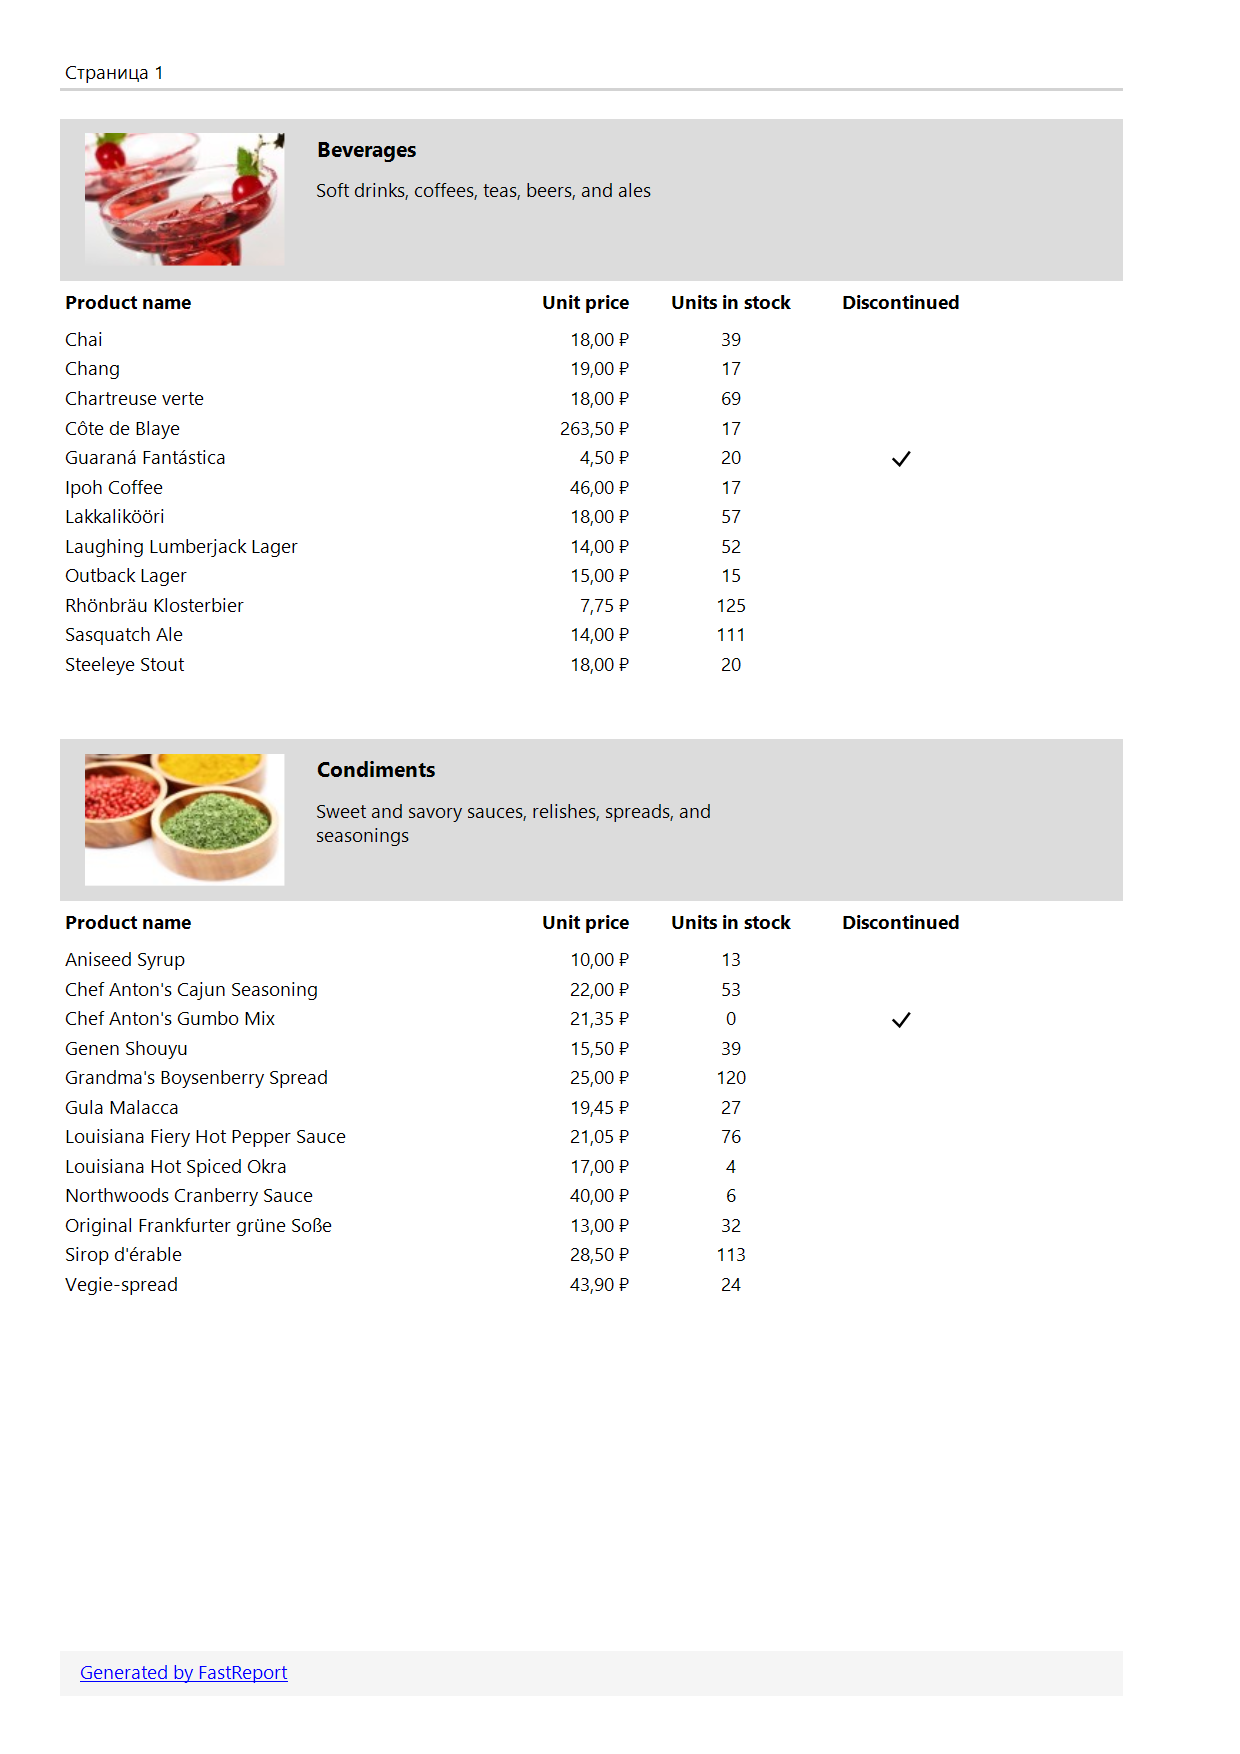 Страница 1
Beverages
Soft drinks, coffees, teas, beers, and ales
Product name Unit price Units in stock Discontinued
Chai 18,00 ₽ 39
Chang 19,00 ₽ 17
Chartreuse verte 18,00 ₽ 69
Côte de Blaye 263,50 ₽ 17
Guaraná Fantástica 4,50 ₽ 20 ✓
Ipoh Coffee 46,00 ₽ 17
Lakkalikööri 18,00 ₽ 57
Laughing Lumberjack Lager 14,00 ₽ 52
Outback Lager 15,00 ₽ 15
Rhönbräu Klosterbier 7,75 ₽ 125
Sasquatch Ale 14,00 ₽ 111
Steeleye Stout 18,00 ₽ 20
Condiments
Sweet and savory sauces, relishes, spreads, and
seasonings
Product name Unit price Units in stock Discontinued
Aniseed Syrup 10,00 ₽ 13
Chef Anton's Cajun Seasoning 22,00 ₽ 53
Chef Anton's Gumbo Mix 21,35 ₽ 0 ✓
Genen Shouyu 15,50 ₽ 39
Grandma's Boysenberry Spread 25,00 ₽ 120
Gula Malacca 19,45 ₽ 27
Louisiana Fiery Hot Pepper Sauce 21,05 ₽ 76
Louisiana Hot Spiced Okra 17,00 ₽ 4
Northwoods Cranberry Sauce 40,00 ₽ 6
Original Frankfurter grüne Soße 13,00 ₽ 32
Sirop d'érable 28,50 ₽ 113
Vegie-spread 43,90 ₽ 24
Generated by FastReport